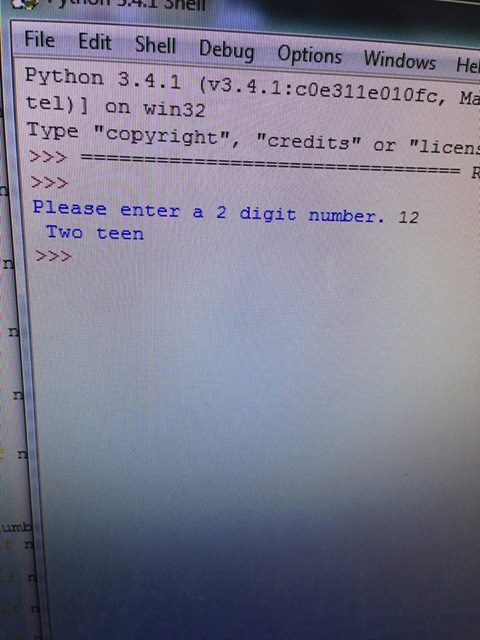 Python 3.4.1 Shell
File Edit Shell Debug Options Windows Hel
Python 3.4.1 (v3.4.1:c0e311e010fc, Ma
tel)] on win32
Type "copyright", "credits" or "licens
>>> ================================ R
>>>
Please enter a 2 digit number. 12
Two teen
>>>
n
n
n
f n
umb
f n
f n
f n